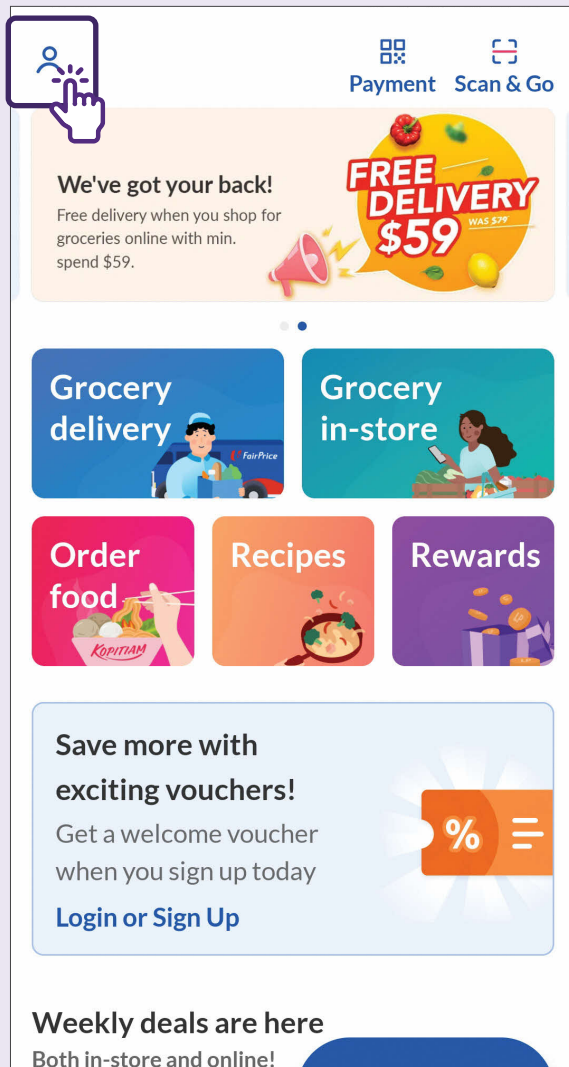 Payment
Scan & Go
We've got your back!
Free delivery when you shop for
groceries online with min.
spend $59.
FREE
DELIVERY
$59
WAS $79
Grocery
delivery
FairPrice
Grocery
in-store
Order
food
KOPITIAM
Recipes
Rewards
Save more with
exciting vouchers!
Get a welcome voucher
when you sign up today
Login or Sign Up
%
Weekly deals are here
Both in-store and online!